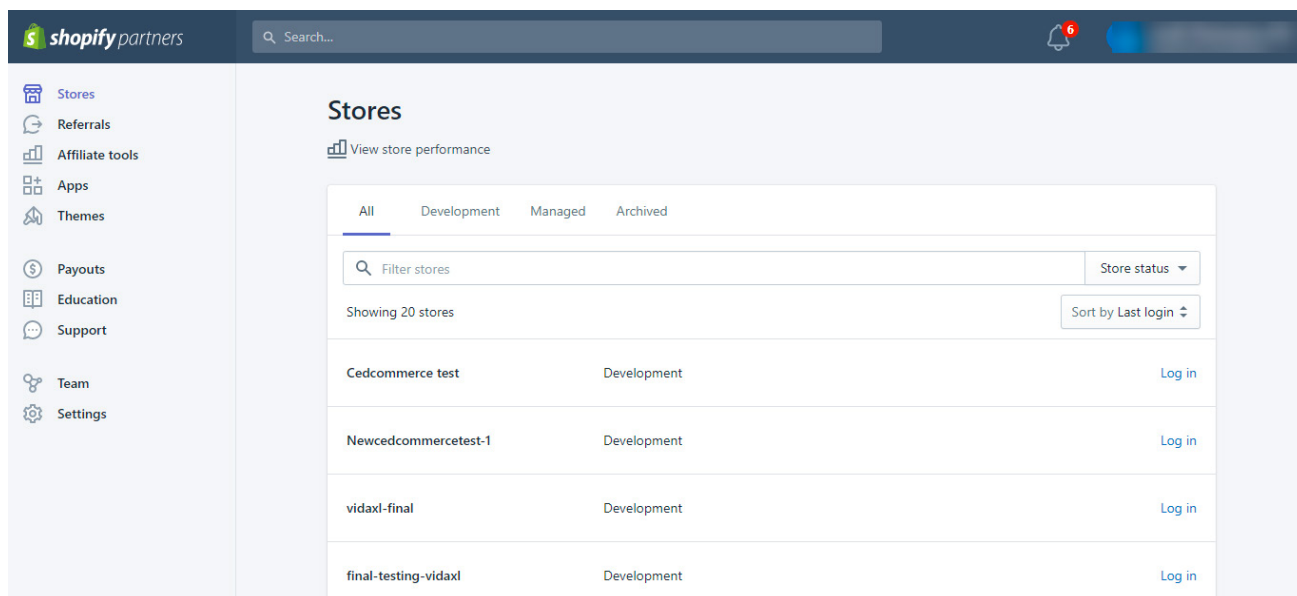 shopify partners
Search...
6
Stores
Referrals
Affiliate tools
Apps
Themes
Payouts
Education
Support
Team
Settings
Stores
View store performance
All Development Managed Archived
Filter stores Store status
Showing 20 stores Sort by Last login
Cedcommerce test Development Log in
Newcedcommercetest-1 Development Log in
vidaxl-final Development Log in
final-testing-vidaxl Development Log in